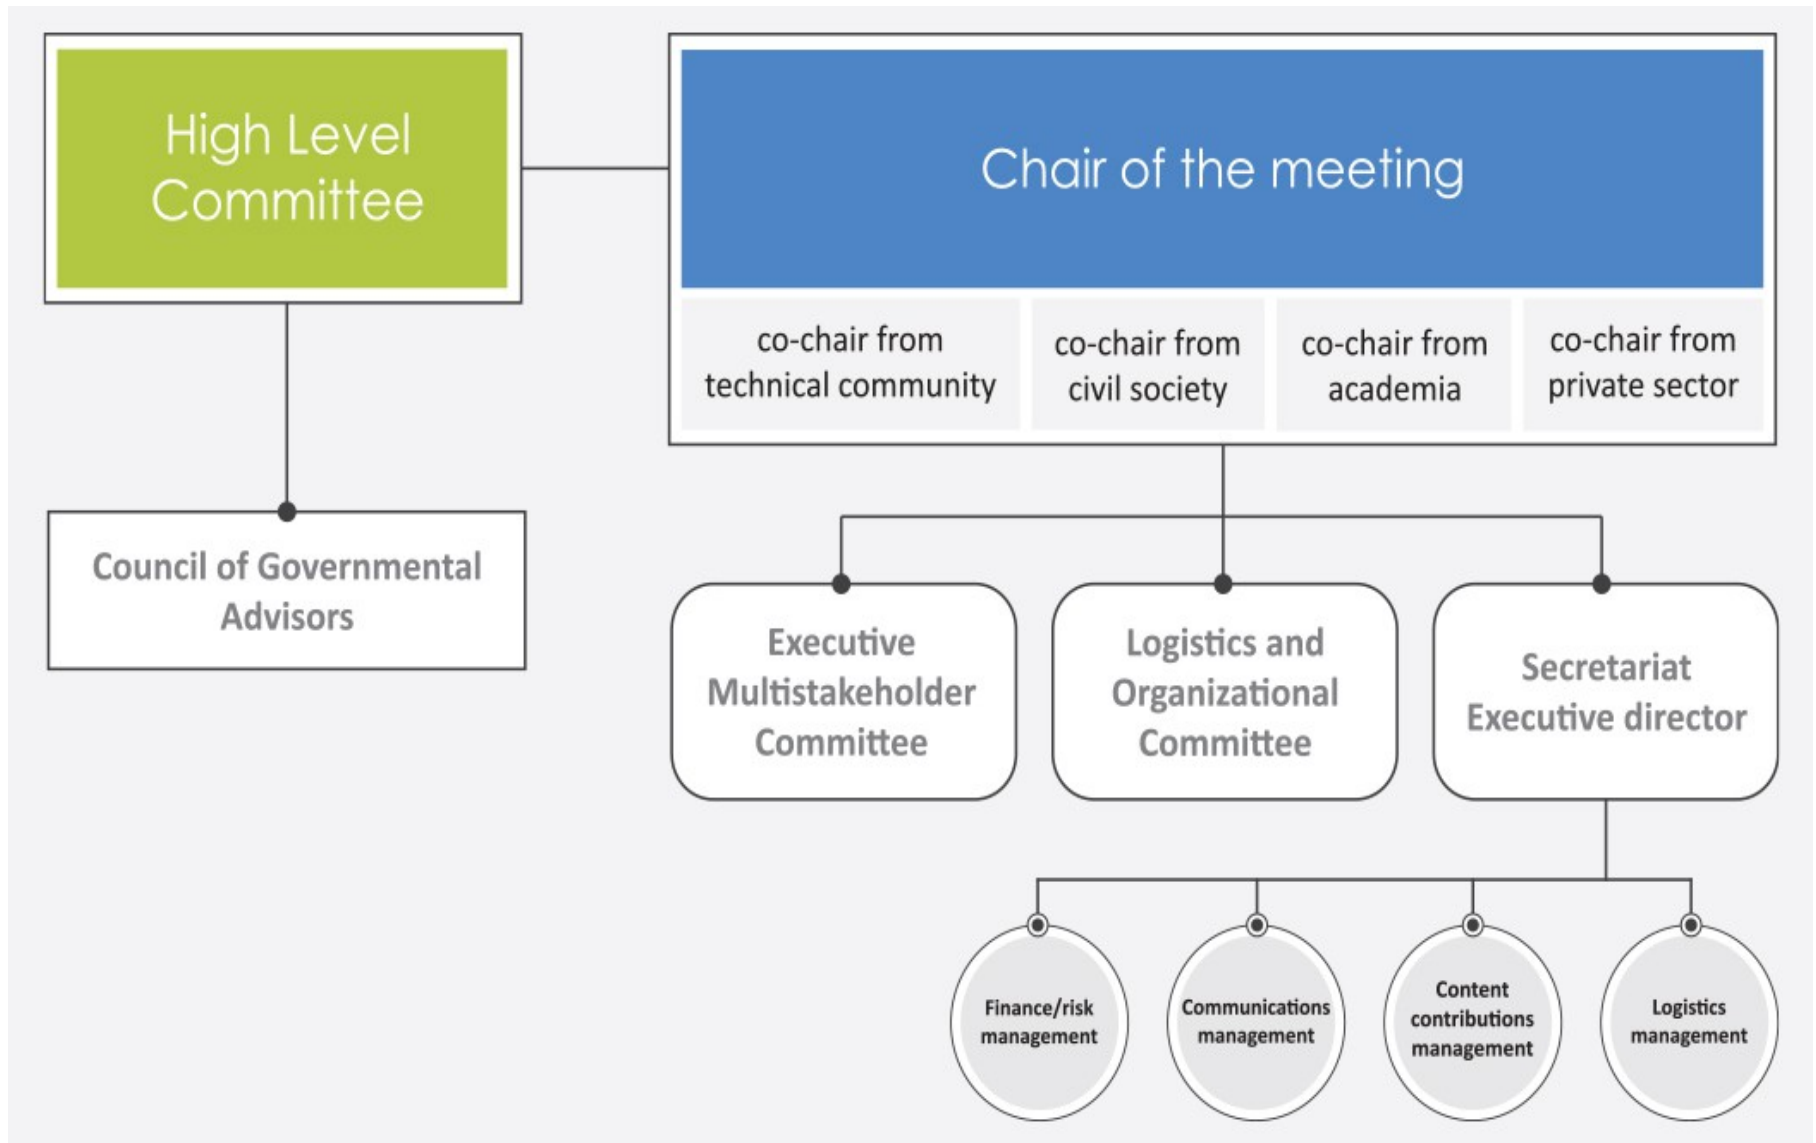 High Level
Committee
Chair of the meeting
co-chair from
technical community
co-chair from
civil society
co-chair from
academia
co-chair from
private sector
Council of Governmental
Advisors
Executive
Multistakeholder
Committee
Logistics and
Organizational
Committee
Secretariat
Executive director
Finance/risk
management
Communications
management
Content
contributions
management
Logistics
management